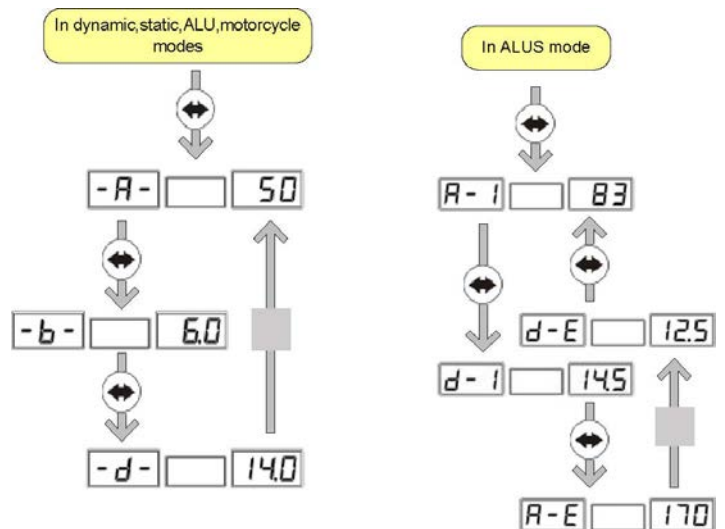 In dynamic,static,ALU,motorcycle
modes
-A- 50
-b- 6.0
-d- 14.0
In ALUS mode
A-1 83
d-E 12.5
d-1 14.5
A-E 170